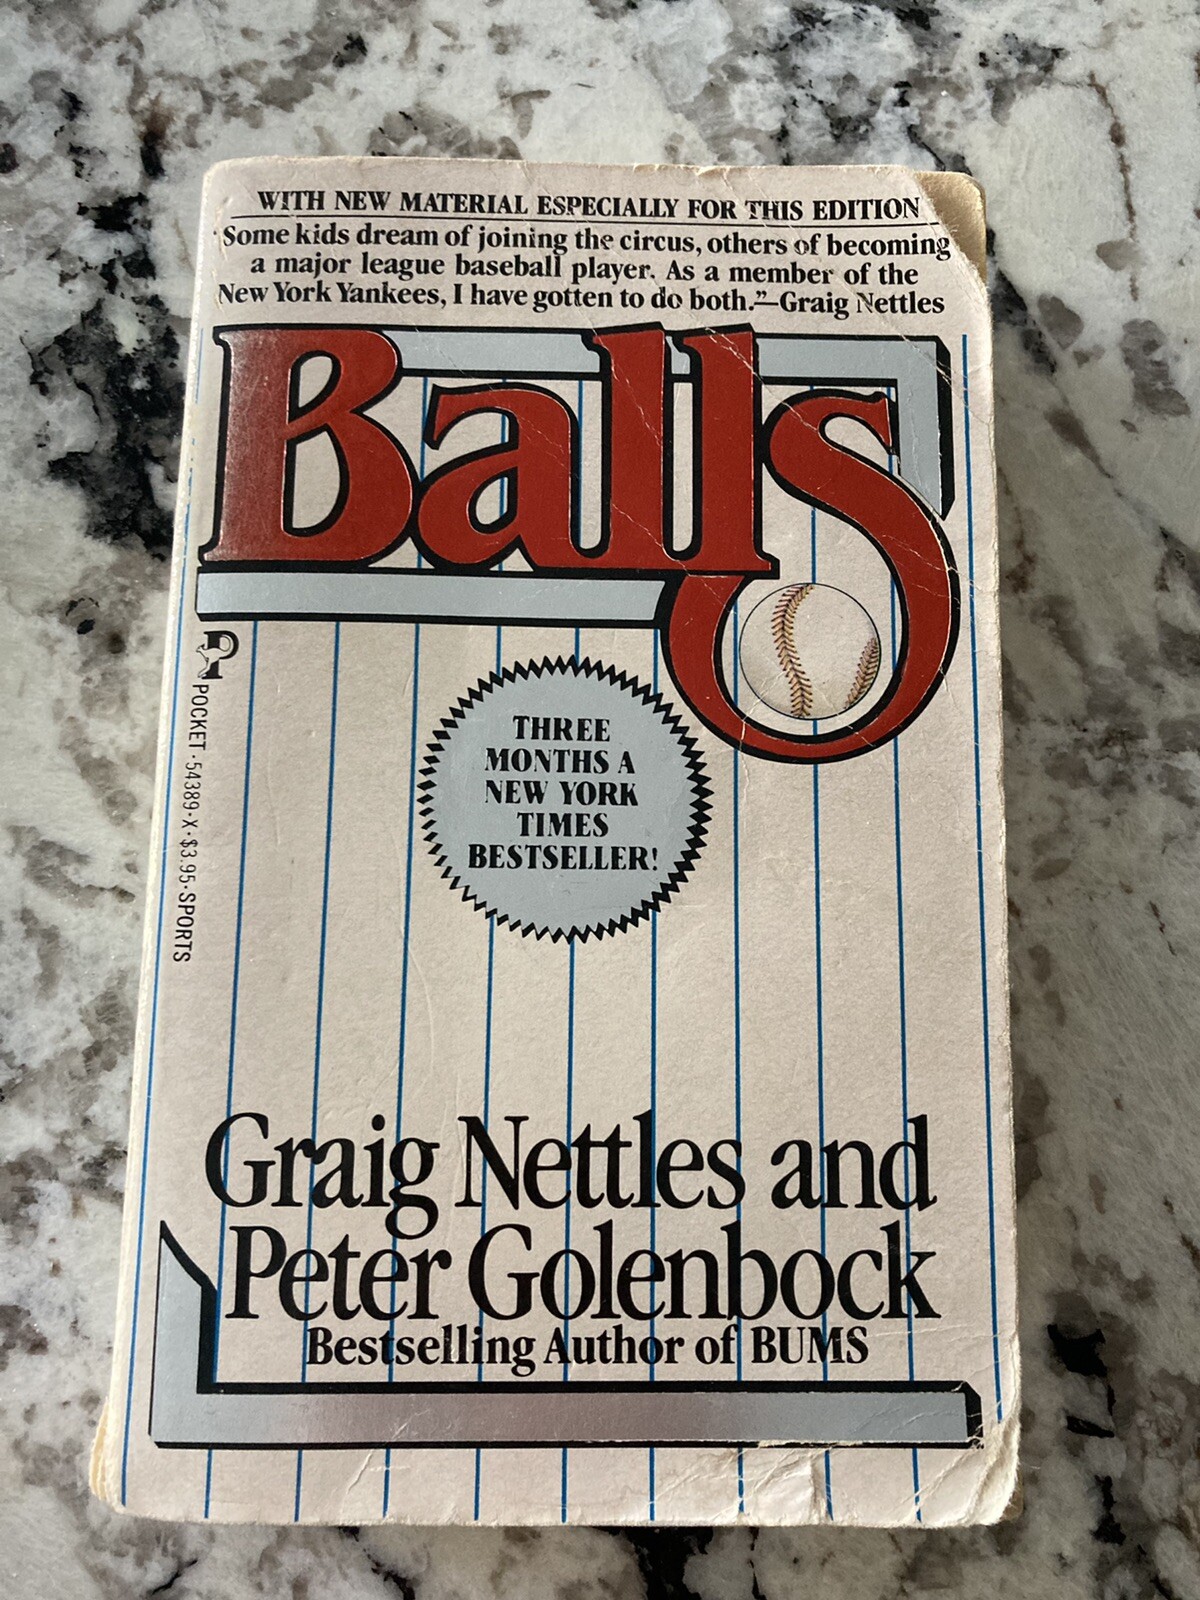 WITH NEW MATERIAL ESPECIALLY FOR THIS EDITION
"Some kids dream of joining the circus, others of becoming
a major league baseball player. As a member of the
New York Yankees, I have gotten to do both."—Graig Nettles
Balls
P
POCKET·54389-X·$3.95·SPORTS
THREE
MONTHS A
NEW YORK
TIMES
BESTSELLER!
Graig Nettles and
Peter Golenbock
Bestselling Author of BUMS